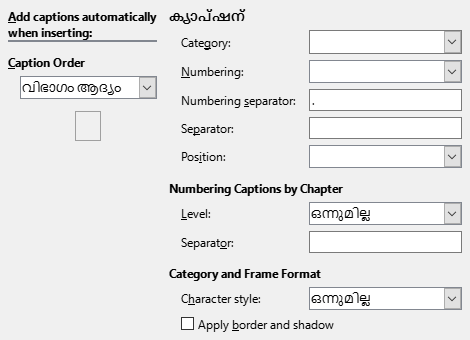 Add captions automatically
when inserting:
Caption Order
വിഭാഗം ആദ്യം
ക്യാപ്ഷന്‍
Category:
Numbering:
Numbering separator: .
Separator:
Position:
Numbering Captions by Chapter
Level: ഒന്നുമില്ല
Separator:
Category and Frame Format
Character style: ഒന്നുമില്ല
Apply border and shadow